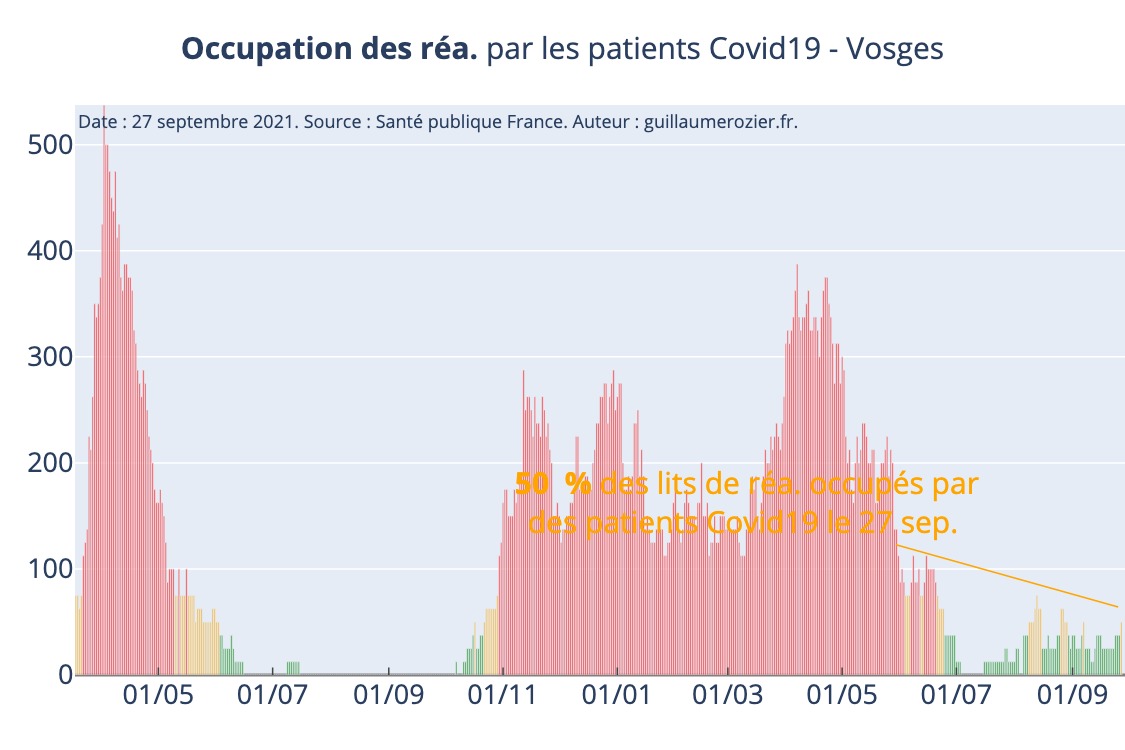 Occupation des réa. par les patients Covid19 - Vosges
Date : 27 septembre 2021. Source : Santé publique France. Auteur : guillaumerozier.fr.
500
400
300
200
100
0
50 % des lits de réa. occupés par
des patients Covid19 le 27 sep.
01/05 01/07 01/09 01/11 01/01 01/03 01/05 01/07 01/09